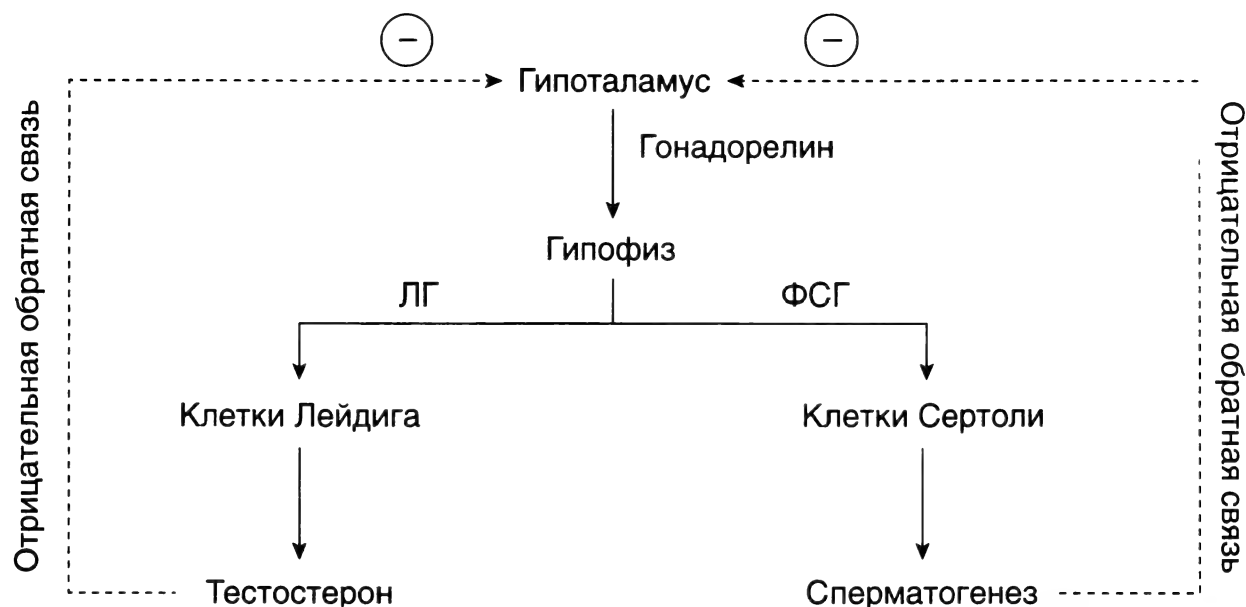 − −
Гипоталамус
Гонадорелин
Гипофиз
ЛГ ФСГ
Клетки Лейдига Клетки Сертоли
Тестостерон Сперматогенез
Отрицательная обратная связь
Отрицательная обратная связь